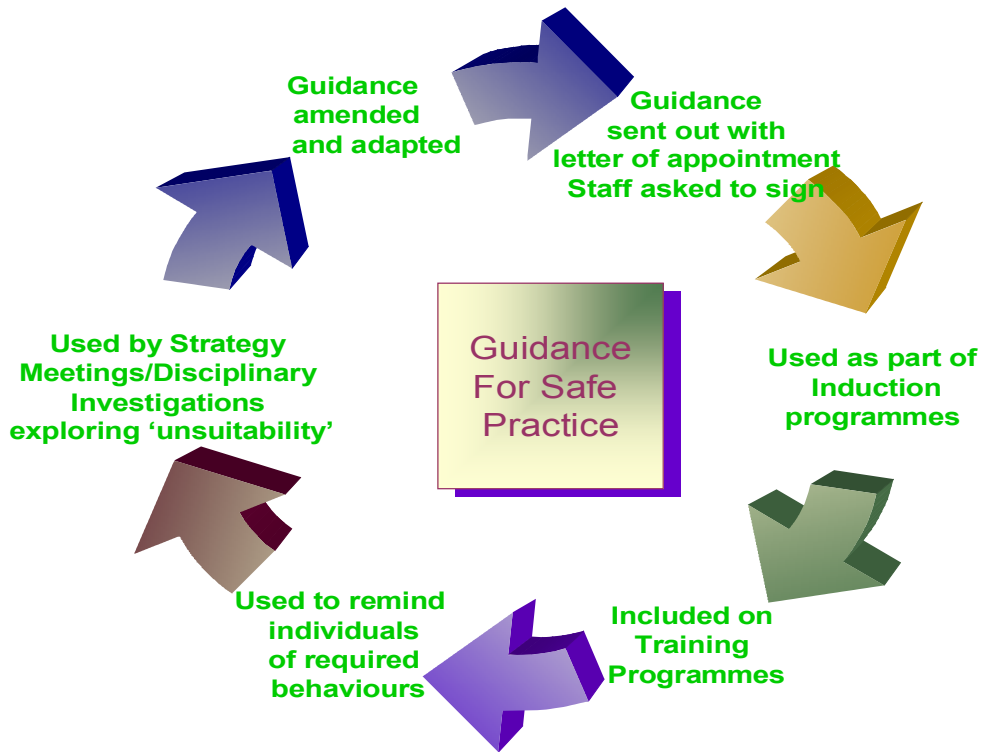 Guidance
amended
and adapted
Guidance
sent out with
letter of appointment
Staff asked to sign
Used as part of
Induction
programmes
Included on
Training
Programmes
Used to remind
individuals
of required
behaviours
Used by Strategy
Meetings/Disciplinary
Investigations
exploring ‘unsuitability’
Guidance
For Safe
Practice